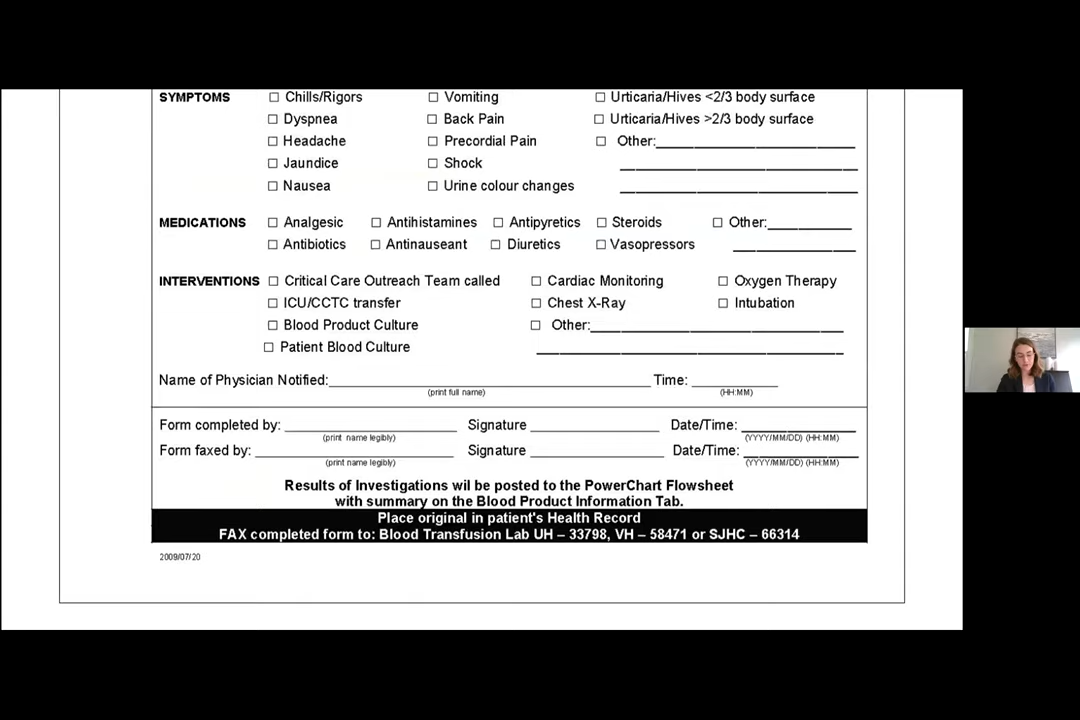 SYMPTOMS ☐ Chills/Rigors ☐ Vomiting ☐ Urticaria/Hives <2/3 body surface
☐ Dyspnea ☐ Back Pain ☐ Urticaria/Hives >2/3 body surface
☐ Headache ☐ Precordial Pain ☐ Other:
☐ Jaundice ☐ Shock
☐ Nausea ☐ Urine colour changes
MEDICATIONS ☐ Analgesic ☐ Antihistamines ☐ Antipyretics ☐ Steroids ☐ Other:
☐ Antibiotics ☐ Antinauseant ☐ Diuretics ☐ Vasopressors
INTERVENTIONS ☐ Critical Care Outreach Team called ☐ Cardiac Monitoring ☐ Oxygen Therapy
☐ ICU/CCTC transfer ☐ Chest X-Ray ☐ Intubation
☐ Blood Product Culture ☐ Other:
☐ Patient Blood Culture
Name of Physician Notified: Time:
(print full name) (HH:MM)
Form completed by: Signature Date/Time:
(print name legibly) (YYYY/MM/DD) (HH:MM)
Form faxed by: Signature Date/Time:
(print name legibly) (YYYY/MM/DD) (HH:MM)
Results of Investigations wil be posted to the PowerChart Flowsheet
with summary on the Blood Product Information Tab.
Place original in patient's Health Record
FAX completed form to: Blood Transfusion Lab UH – 33798, VH – 58471 or SJHC – 66314
2009/07/20